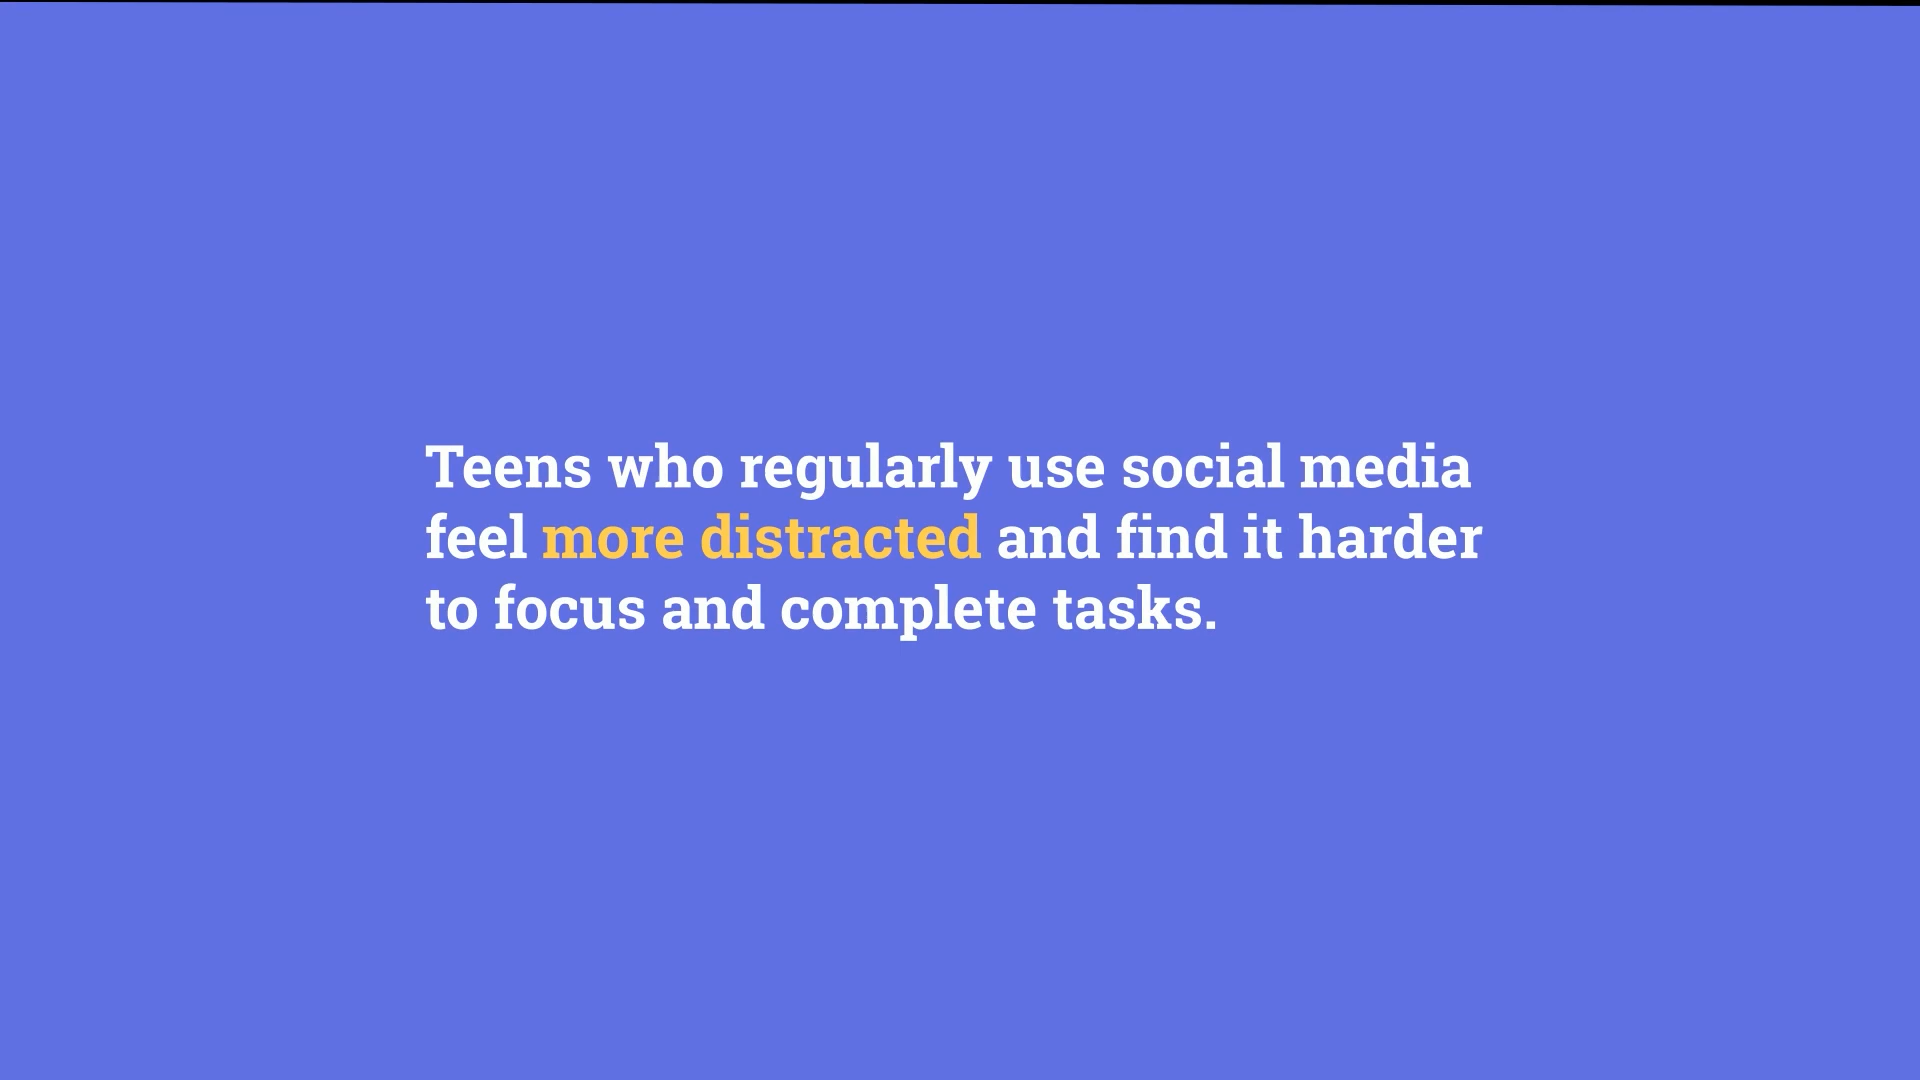 Teens who regularly use social media
feel more distracted and find it harder
to focus and complete tasks.